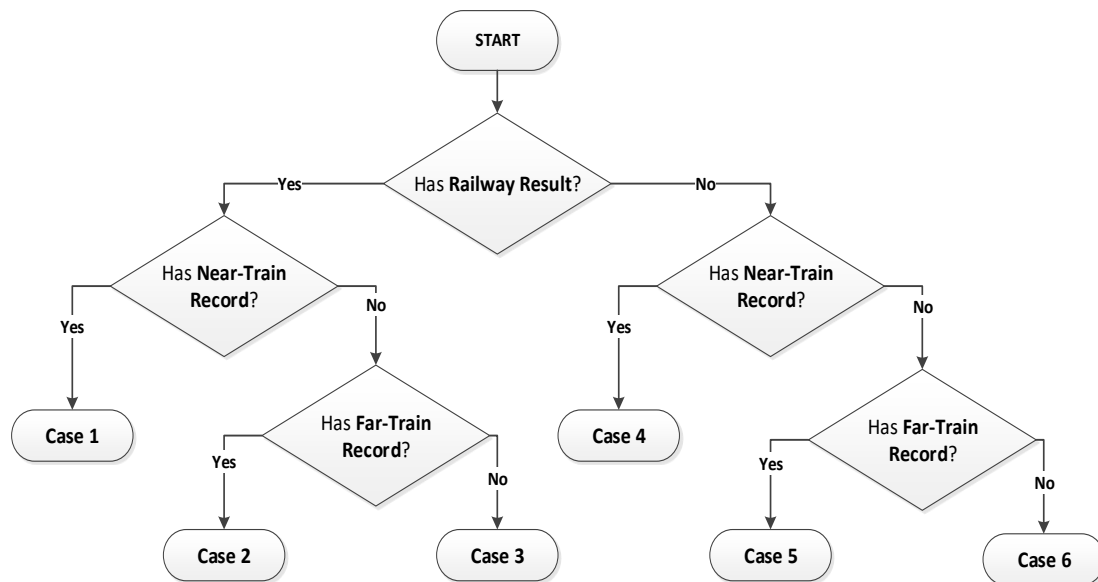 START
Has Railway Result?
Yes
No
Has Near-Train
Record?
Has Near-Train
Record?
Yes
No
Yes
No
Case 1
Has Far-Train
Record?
Case 4
Has Far-Train
Record?
Yes
No
Yes
No
Case 2
Case 3
Case 5
Case 6